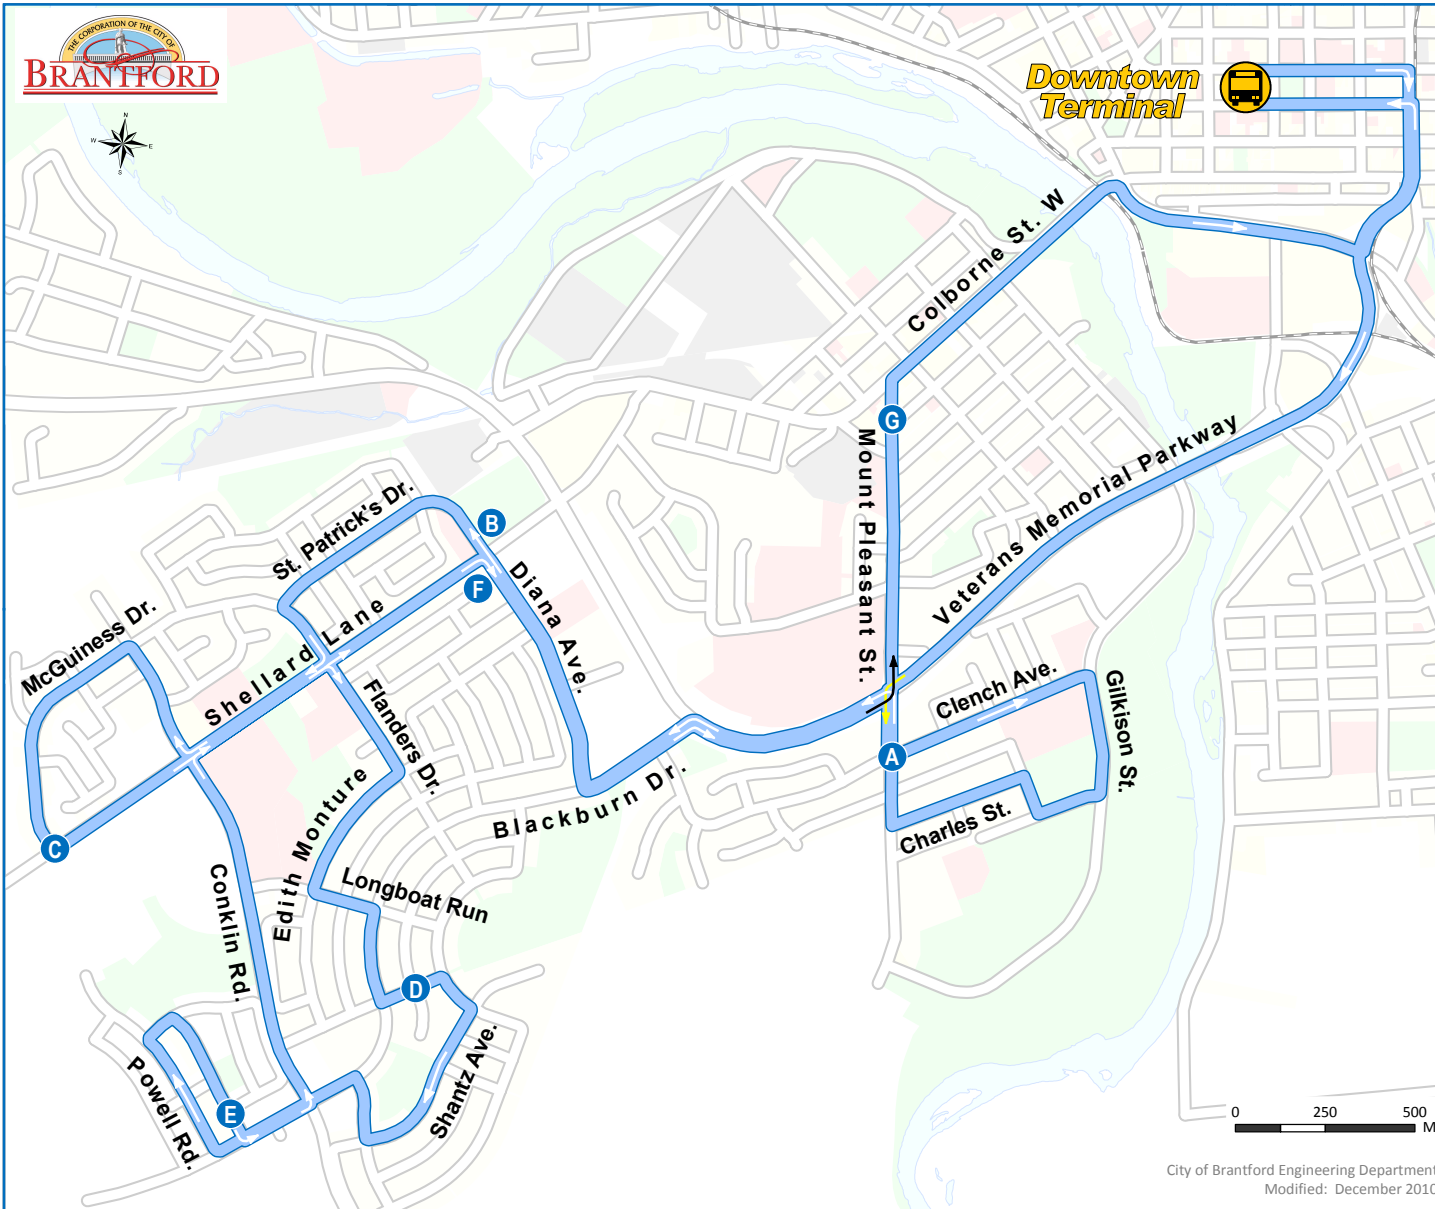 THE CORPORATION OF THE CITY OF
BRANTFORD
N
W
E
S
Downtown
Terminal
Colborne St. W
G
Mount Pleasant St.
Veterans Memorial Parkway
St. Patrick's Dr.
B
F
Diana Ave.
McGuiness Dr.
Shellard Lane
Flanders Dr.
Clench Ave.
Gilkison St.
A
Charles St.
Blackburn Dr.
C
Edith Monture
Longboat Run
Conklin Rd.
D
Shantz Ave.
Powell Rd.
E
0 250 500
M
City of Brantford Engineering Department
Modified: December 2010